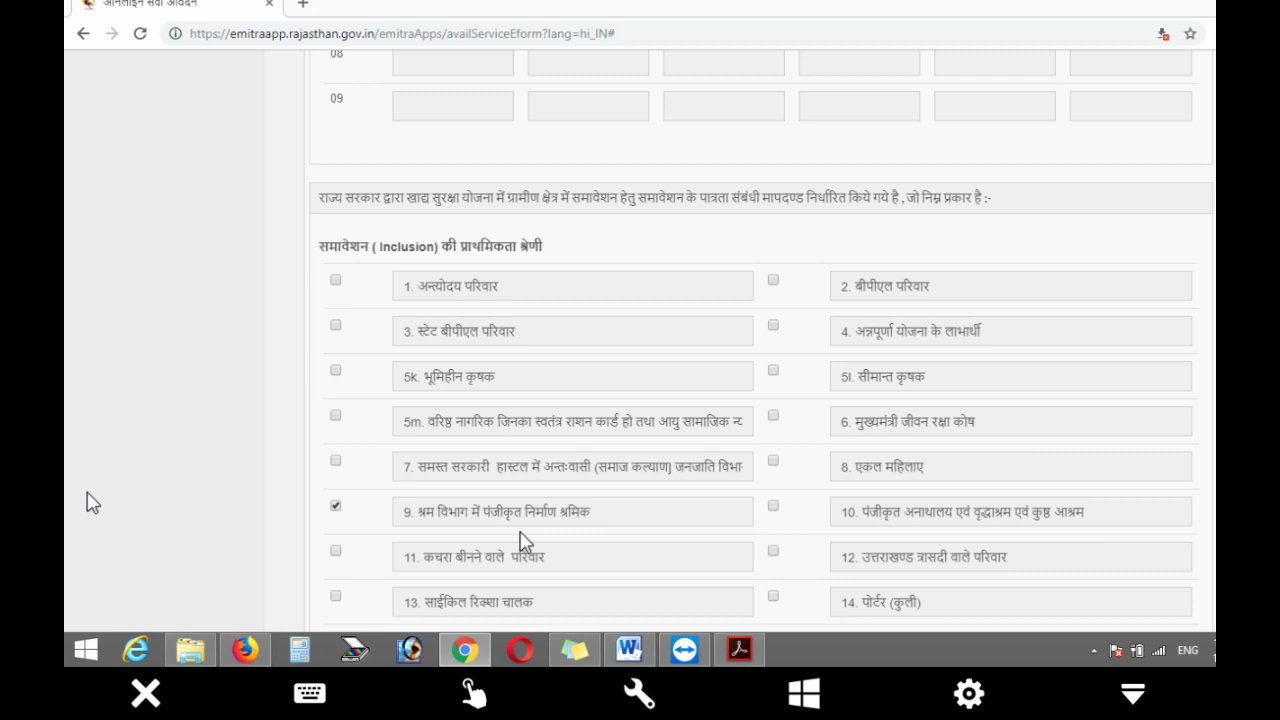 ऑनलाइन सेवा आवेदन
https://emitraapp.rajasthan.gov.in/emitraApps/availServiceEform?lang=hi_IN#
08
09
राज्य सरकार द्वारा खाद्य सुरक्षा योजना में ग्रामीण क्षेत्र में समावेशन हेतु समावेशन के पात्रता संबंधी मापदण्ड निर्धारित किये गये है , जो निम्न प्रकार है :-
समावेशन ( Inclusion) की प्राथमिकता श्रेणी
1. अन्त्योदय परिवार
2. बीपीएल परिवार
3. स्टेट बीपीएल परिवार
4. अन्नपूर्णा योजना के लाभार्थी
5k. भूमिहीन कृषक
5l. सीमान्त कृषक
5m. वरिष्ठ नागरिक जिनका स्वतंत्र राशन कार्ड हो तथा आयु सामाजिक
6. मुख्यमंत्री जीवन रक्षा कोष
7. समस्त सरकारी हास्टल में अन्तःवासी (समाज कल्याण] जनजाति विभा
8. एकल महिलाए
9. श्रम विभाग में पंजीकृत निर्माण श्रमिक
10. पंजीकृत अनाथालय एवं वृद्धाश्रम एवं कुष्ठ आश्रम
11. कचरा बीनने वाले परिवार
12. उत्तराखण्ड त्रासदी वाले परिवार
13. साईकिल रिक्शा चालक
14. पोर्टर (कुली)
ENG